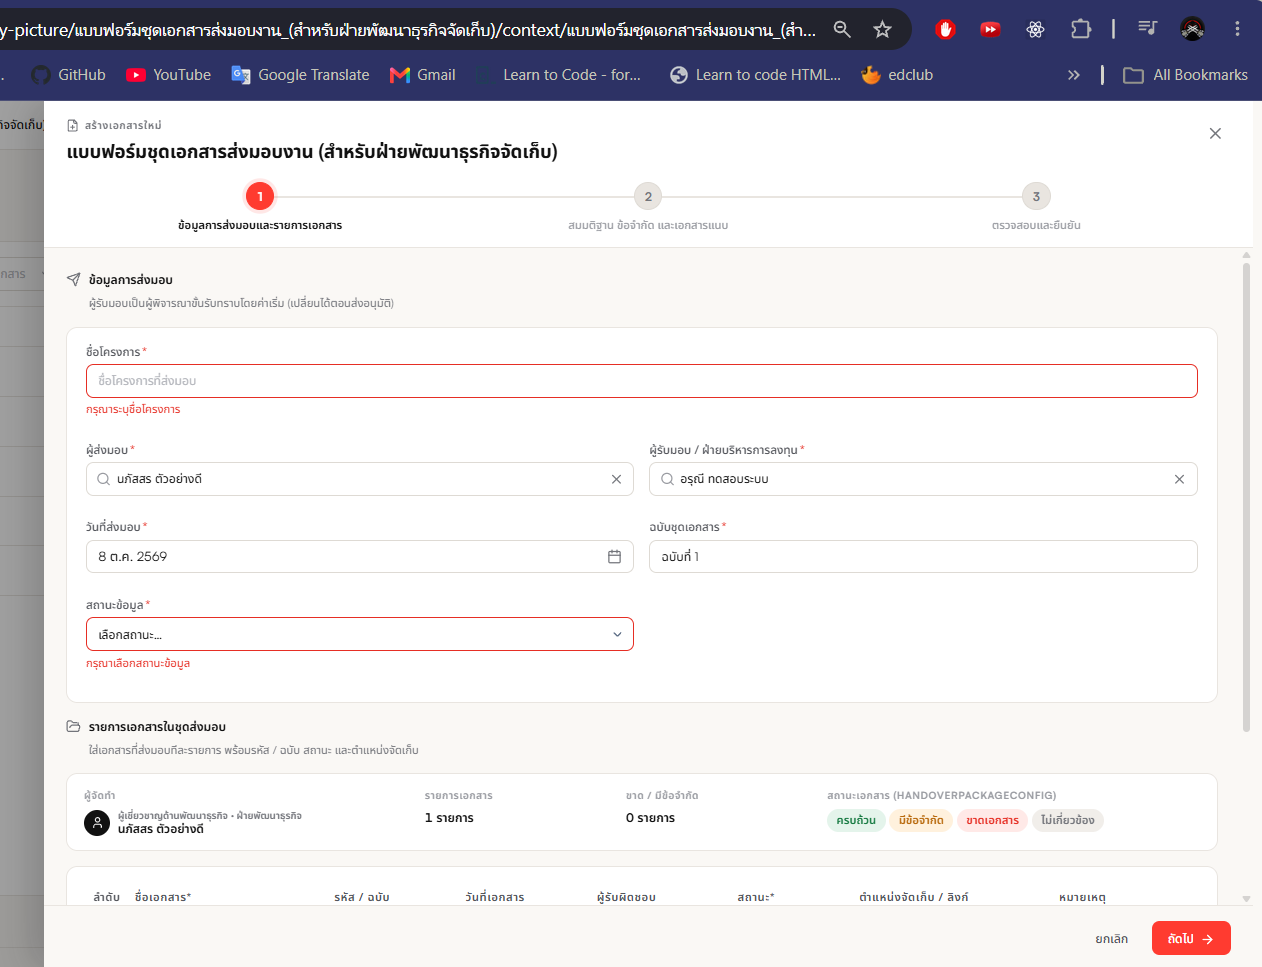 y-picture/แบบฟอร์มชุดเอกสารส่งมอบงาน_(สำหรับฝ่ายพัฒนาธุรกิจจัดเก็บ)/context/แบบฟอร์มชุดเอกสารส่งมอบงาน_(สำ...
GitHub YouTube Google Translate Gmail Learn to Code - for... Learn to code HTML... edclub » All Bookmarks
สร้างเอกสารใหม่
แบบฟอร์มชุดเอกสารส่งมอบงาน (สำหรับฝ่ายพัฒนาธุรกิจจัดเก็บ)
1 2 3
ข้อมูลการส่งมอบและรายการเอกสาร สมมติฐาน ข้อจำกัด และเอกสารแนบ ตรวจสอบและยืนยัน
ข้อมูลการส่งมอบ
ผู้รับมอบเป็นผู้พิจารณาขั้นรับทราบโดยค่าเริ่ม (เปลี่ยนได้ตอนส่งอนุมัติ)
ชื่อโครงการ*
ชื่อโครงการที่ส่งมอบ
กรุณาระบุชื่อโครงการ
ผู้ส่งมอบ* ผู้รับมอบ / ฝ่ายบริหารการลงทุน*
นภัสสร ตัวอย่างดี อรุณี ทดสอบระบบ
วันที่ส่งมอบ* ฉบับชุดเอกสาร*
8 ต.ค. 2569 ฉบับที่ 1
สถานะข้อมูล*
เลือกสถานะ...
กรุณาเลือกสถานะข้อมูล
รายการเอกสารในชุดส่งมอบ
ใส่เอกสารที่ส่งมอบทีละรายการ พร้อมรหัส / ฉบับ สถานะ และตำแหน่งจัดเก็บ
ผู้จัดทำ รายการเอกสาร ขาด / มีข้อจำกัด สถานะเอกสาร (HANDOVERPACKAGECONFIG)
ผู้เชี่ยวชาญด้านพัฒนาธุรกิจ • ฝ่ายพัฒนาธุรกิจ
นภัสสร ตัวอย่างดี 1 รายการ 0 รายการ ครบถ้วน มีข้อจำกัด ขาดเอกสาร ไม่เกี่ยวข้อง
ลำดับ ชื่อเอกสาร* รหัส / ฉบับ วันที่เอกสาร ผู้รับผิดชอบ สถานะ* ตำแหน่งจัดเก็บ / ลิงก์ หมายเหตุ
ยกเลิก ถัดไป